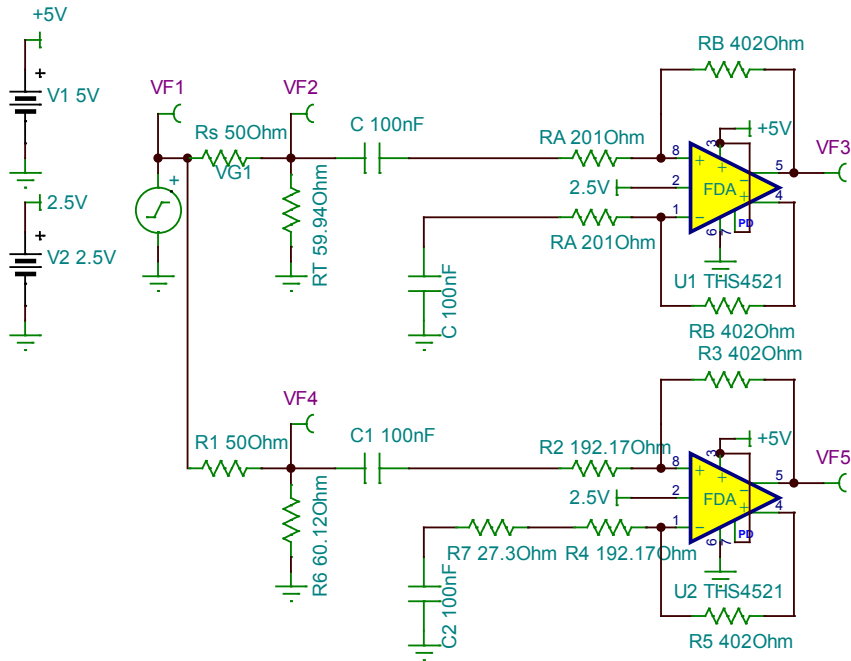 +5V
V1 5V
2.5V
V2 2.5V
VF1
VF2
Rs 50Ohm
VG1
RT 59.94Ohm
C 100nF
RA 201Ohm
RB 402Ohm
+5V
VF3
8
2.5V
2
1
3
5
4
6
7
FDA
PD
RA 201Ohm
C 100nF
U1 THS4521
RB 402Ohm
VF4
R1 50Ohm
R6 60.12Ohm
C1 100nF
R2 192.17Ohm
R3 402Ohm
+5V
VF5
8
2.5V
2
1
3
5
4
6
7
FDA
PD
R7 27.3Ohm
R4 192.17Ohm
C2 100nF
U2 THS4521
R5 402Ohm